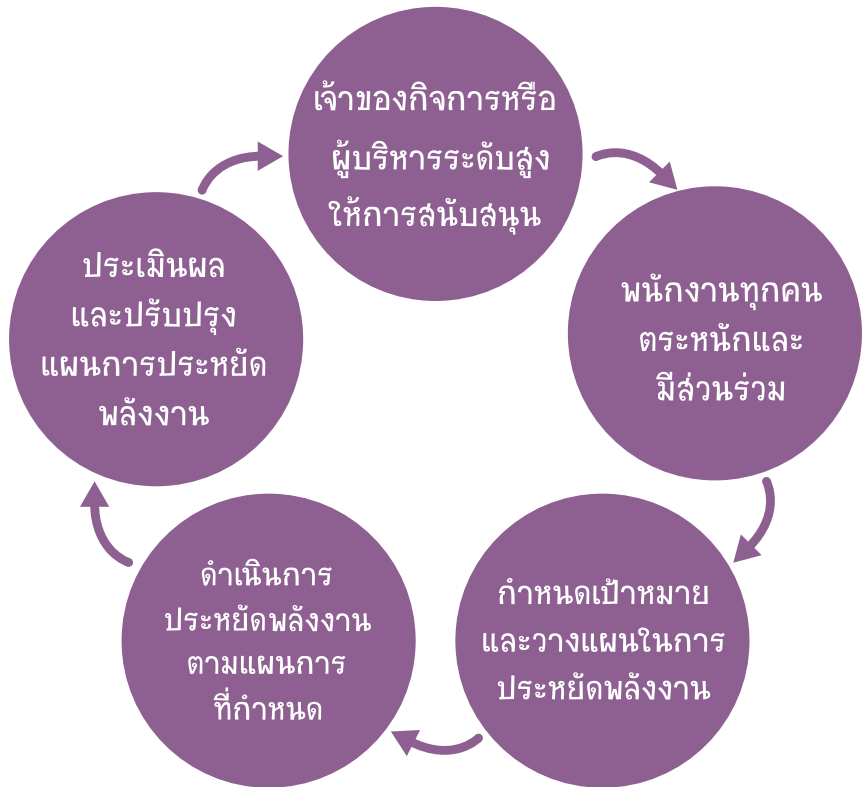 เจ้าของกิจการหรือ
ผู้บริหารระดับสูง
ให้การสนับสนุน
พนักงานทุกคน
ตระหนักและ
มีส่วนร่วม
กำหนดเป้าหมาย
และวางแผนในการ
ประหยัดพลังงาน
ดำเนินการ
ประหยัดพลังงาน
ตามแผนการ
ที่กำหนด
ประเมินผล
และปรับปรุง
แผนการประหยัด
พลังงาน